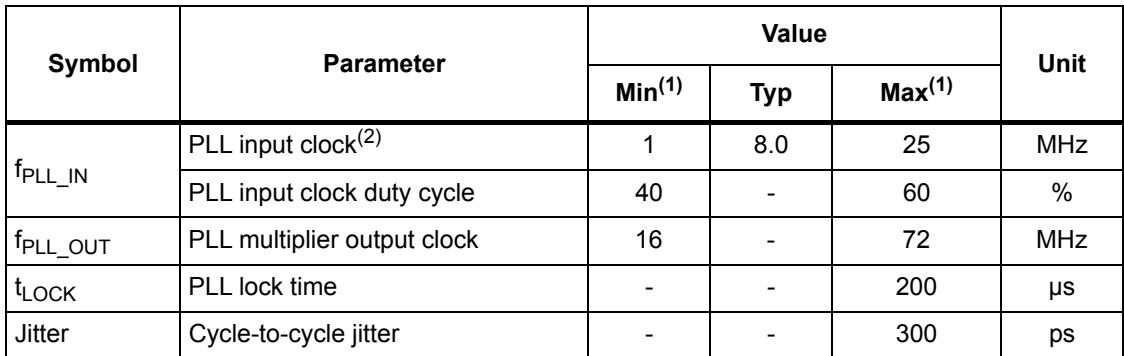 Symbol Parameter Value Unit
Min(1) Typ Max(1)
fPLL_IN PLL input clock(2) 1 8.0 25 MHz
PLL input clock duty cycle 40 - 60 %
fPLL_OUT PLL multiplier output clock 16 - 72 MHz
tLOCK PLL lock time - - 200 µs
Jitter Cycle-to-cycle jitter - - 300 ps